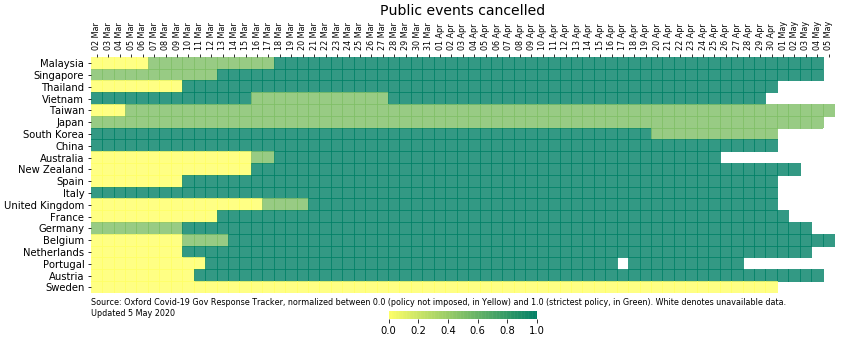 Public events cancelled
02 Mar
03 Mar
04 Mar
05 Mar
06 Mar
07 Mar
08 Mar
09 Mar
10 Mar
11 Mar
12 Mar
13 Mar
14 Mar
15 Mar
16 Mar
17 Mar
18 Mar
19 Mar
20 Mar
21 Mar
22 Mar
23 Mar
24 Mar
25 Mar
26 Mar
27 Mar
28 Mar
29 Mar
30 Mar
31 Mar
01 Apr
02 Apr
03 Apr
04 Apr
05 Apr
06 Apr
07 Apr
08 Apr
09 Apr
10 Apr
11 Apr
12 Apr
13 Apr
14 Apr
15 Apr
16 Apr
17 Apr
18 Apr
19 Apr
20 Apr
21 Apr
22 Apr
23 Apr
24 Apr
25 Apr
26 Apr
27 Apr
28 Apr
29 Apr
30 Apr
01 May
02 May
03 May
04 May
05 May
Malaysia
Singapore
Thailand
Vietnam
Taiwan
Japan
South Korea
China
Australia
New Zealand
Spain
Italy
United Kingdom
France
Germany
Belgium
Netherlands
Portugal
Austria
Sweden
Source: Oxford Covid-19 Gov Response Tracker, normalized between 0.0 (policy not imposed, in Yellow) and 1.0 (strictest policy, in Green). White denotes unavailable data.
Updated 5 May 2020
0.0 0.2 0.4 0.6 0.8 1.0